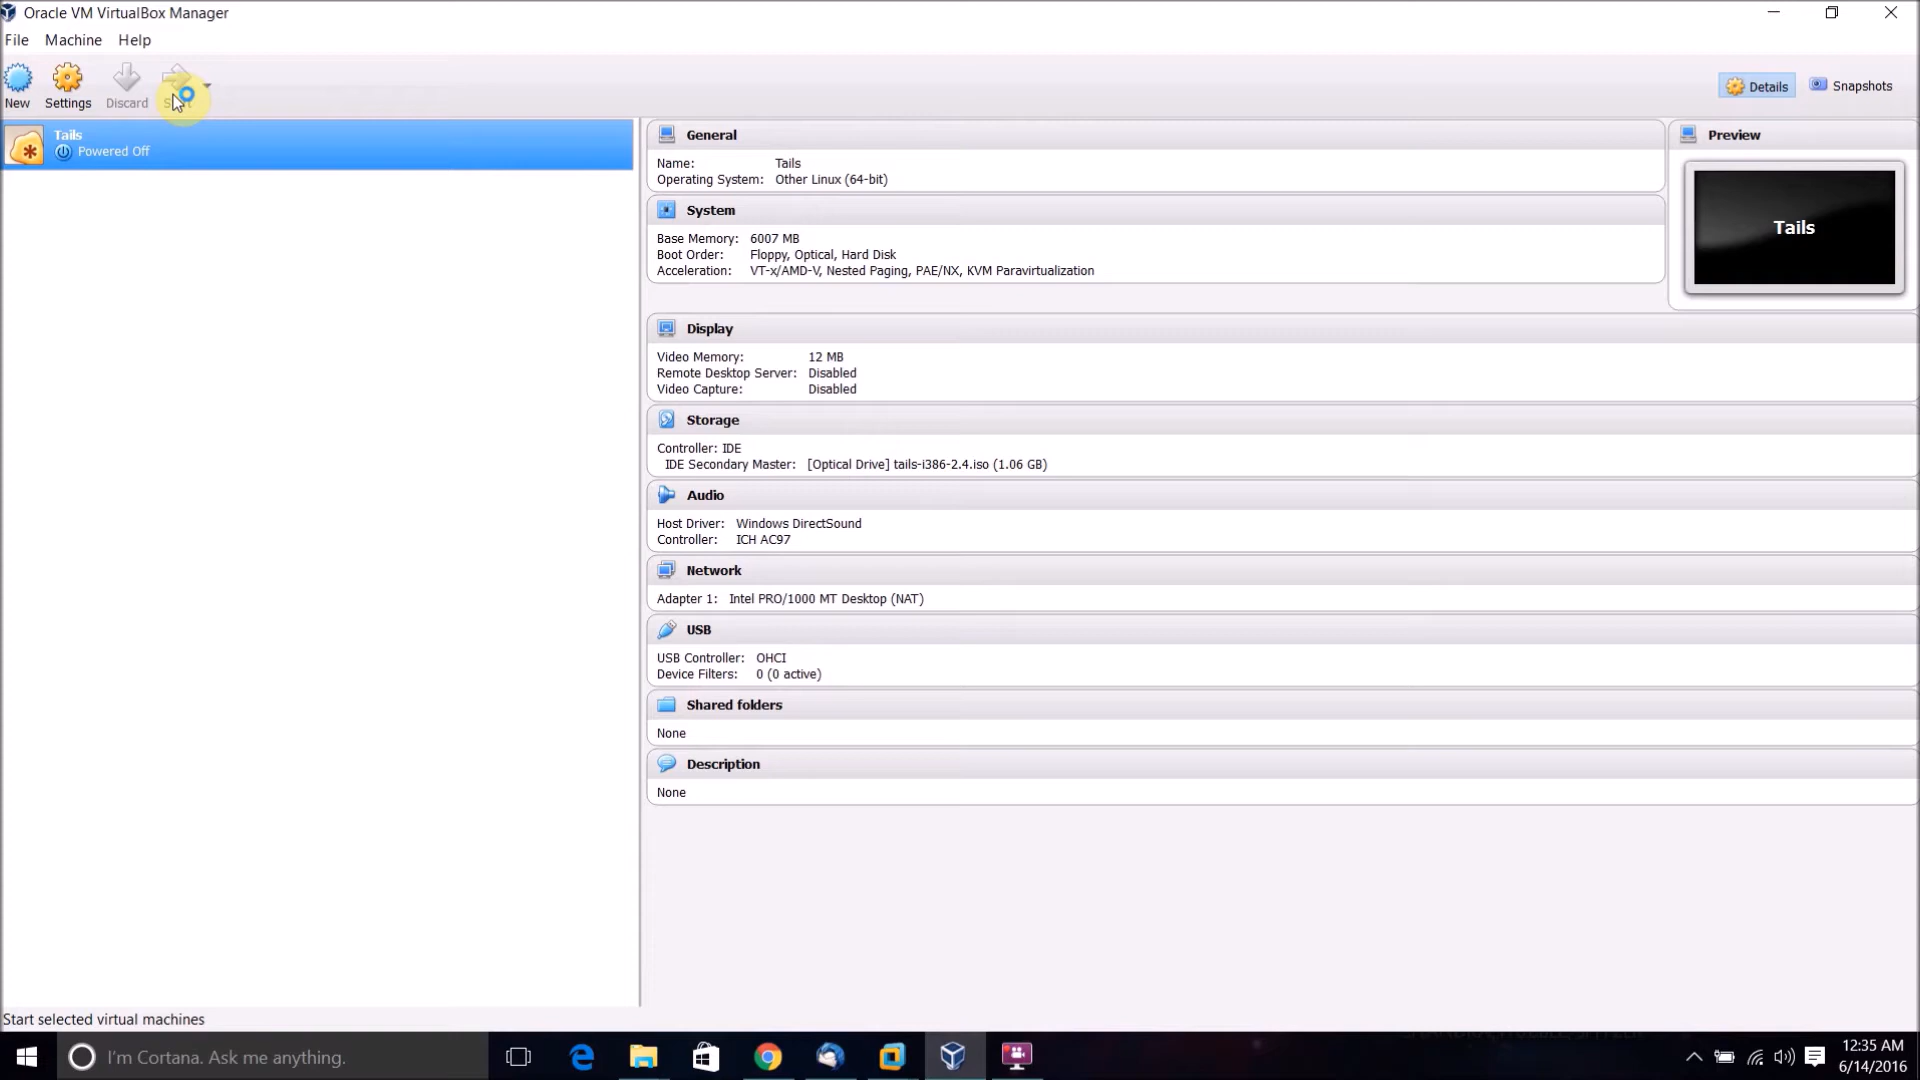 Oracle VM VirtualBox Manager
File Machine Help
New Settings Discard
Details Snapshots
Tails
Powered Off
General
Name: Tails
Operating System: Other Linux (64-bit)
System
Base Memory: 6007 MB
Boot Order: Floppy, Optical, Hard Disk
Acceleration: VT-x/AMD-V, Nested Paging, PAE/NX, KVM Paravirtualization
Preview
Tails
Display
Video Memory: 12 MB
Remote Desktop Server: Disabled
Video Capture: Disabled
Storage
Controller: IDE
IDE Secondary Master: [Optical Drive] tails-i386-2.4.iso (1.06 GB)
Audio
Host Driver: Windows DirectSound
Controller: ICH AC97
Network
Adapter 1: Intel PRO/1000 MT Desktop (NAT)
USB
USB Controller: OHCI
Device Filters: 0 (0 active)
Shared folders
None
Description
None
Start selected virtual machines
I'm Cortana. Ask me anything.
12:35 AM
6/14/2016